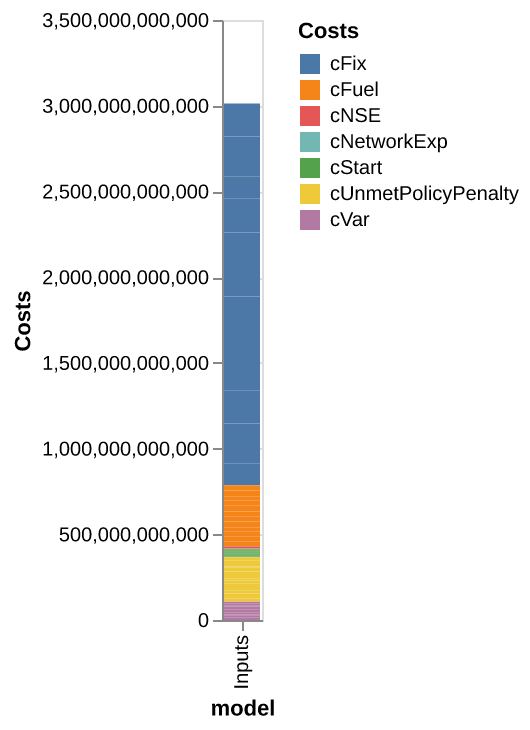 3,500,000,000,000
3,000,000,000,000
2,500,000,000,000
2,000,000,000,000
1,500,000,000,000
1,000,000,000,000
500,000,000,000
0
Costs
Inputs
model
Costs
cFix
cFuel
cNSE
cNetworkExp
cStart
cUnmetPolicyPenalty
cVar